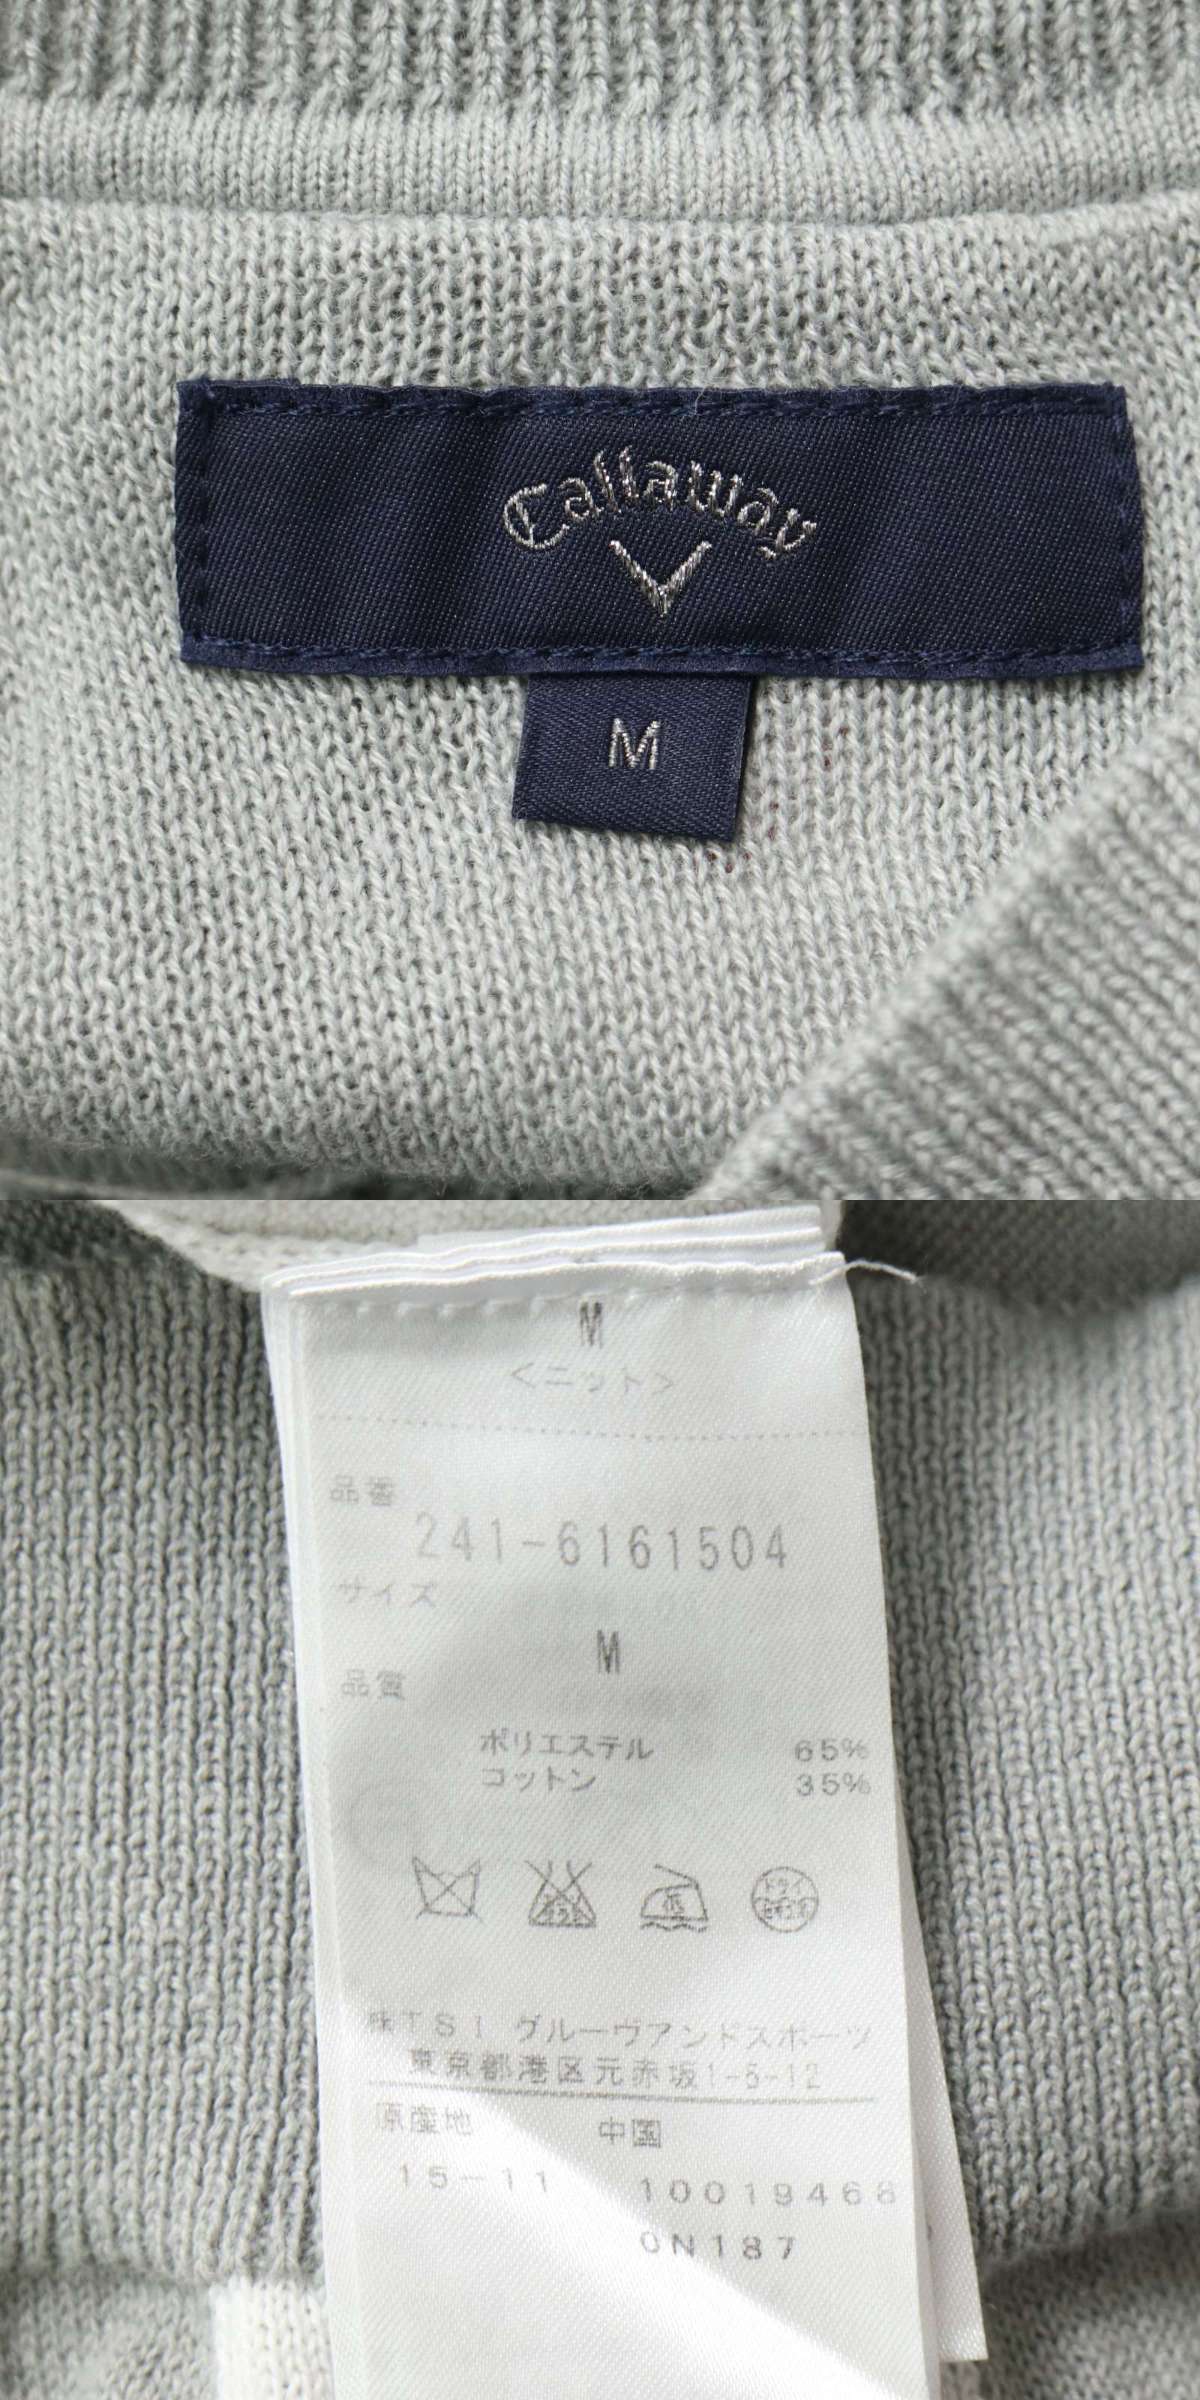 Callaway
M
M
＜ニット＞
品番
241-6161504
サイズ
M
品質
ポリエステル 65%
コットン 35%
ドライ
㈱TSI グルーヴアンドスポーツ
東京都港区元赤坂1-5-12
原産地 中国
15-11 10019468
0N187